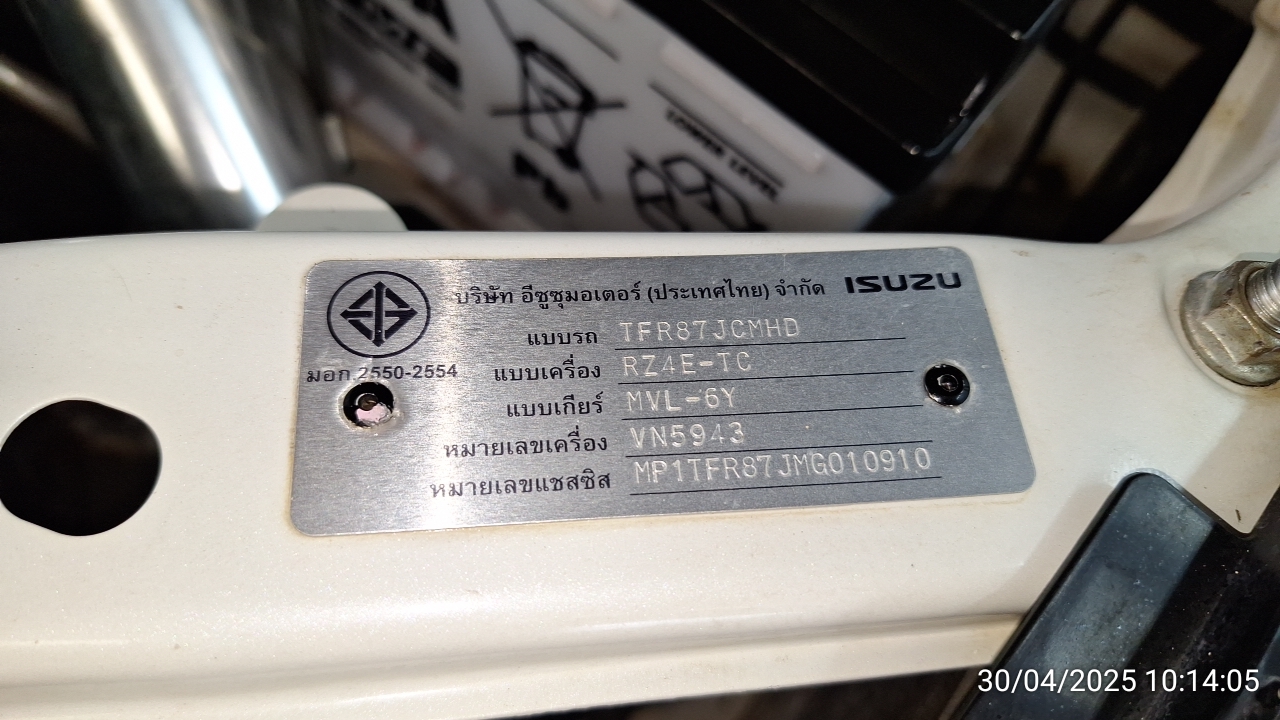 LOWER LEVEL
บริษัท อีซูซุมอเตอร์ (ประเทศไทย) จำกัด ISUZU
แบบรถ TFR87JCMHD
มอก 2550-2554
แบบเครื่อง RZ4E-TC
แบบเกียร์ MVL-6Y
หมายเลขเครื่อง VN5943
หมายเลขแชสซิส MP1TFR87JMG010910
30/04/2025 10:14:05